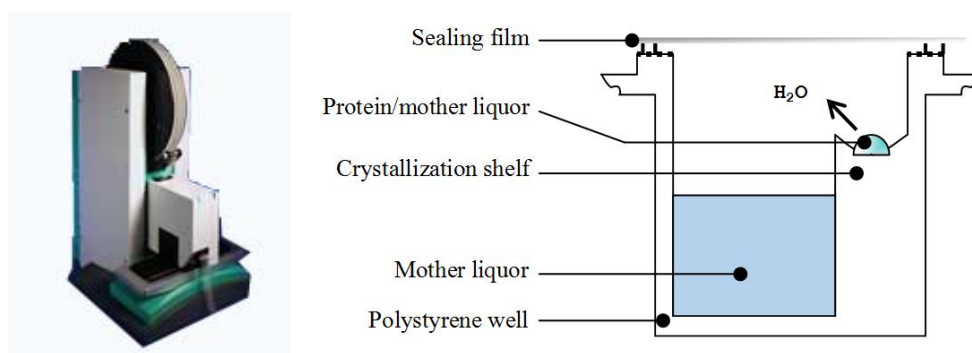 Sealing film
H₂O
Protein/mother liquor
Crystallization shelf
Mother liquor
Polystyrene well